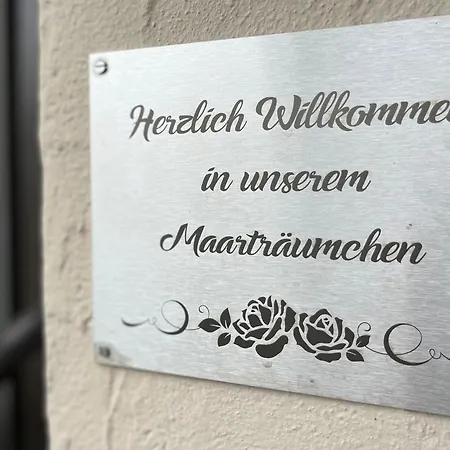 Herzlich Willkommen
in unserem
Maarträumchen